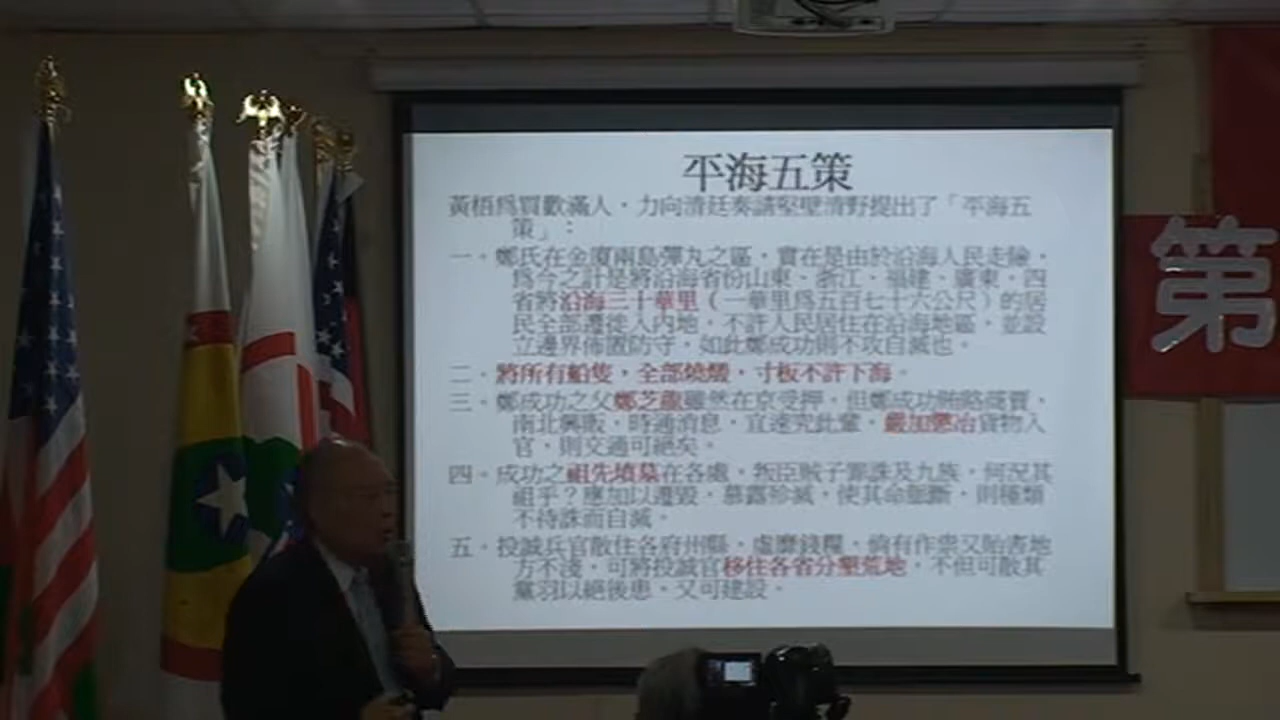 平海五策
黃梧為買歡滿人，力向清廷奏請堅壁清野提出了「平海五
策」：
一。鄭氏在金廈兩島彈丸之區，實在是由於沿海人民走險，
為今之計是將沿海省份山東、浙江、福建、廣東，四
省將沿海三十華里（一華里為五百七十六公尺）的居
民全部遷徙入內地，不許人民居住在沿海地區，並設
立邊界佈置防守，如此鄭成功則不攻自滅也。
二。將所有船隻，全部燒燬，寸板不許下海。
三。鄭成功之父鄭芝龍雖然在京受押，但鄭成功賄賂
南北興販，時通消息，宜速究此輩，嚴加懲治貨物入
官，則交通可絕矣。
四。成功之祖先墳墓在各處，叛臣賊子罪誅及九族，何況其
祖乎？應加以遷毀，暴露殄滅，使其命脈斷，則種類
不待誅而自滅。
五。投誠兵官散住各府州縣，虛靡錢糧，倘有作祟又貽害地
方不淺，可將投誠官移住各省分墾荒地，不但可散其
黨羽以絕後患，又可建設。
第